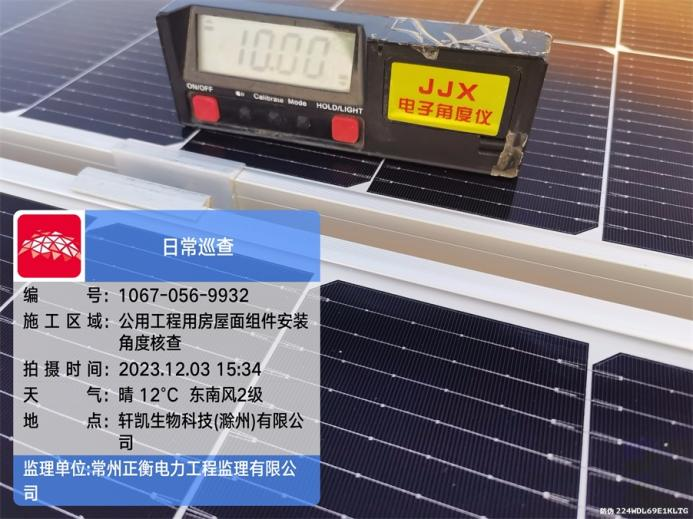 10.00
ON/OFF
Calibrate Mode
HOLD/LIGHT
JJX
电子角度仪
日常巡查
编 号：1067-056-9932
施工区域：公用工程用房屋面组件安装
角度核查
拍摄时间：2023.12.03 15:34
天 气：晴 12°C 东南风2级
地 点：轩凯生物科技(滁州)有限公
司
监理单位:常州正衡电力工程监理有限公
司
防伪 224WDL69E1KLTG